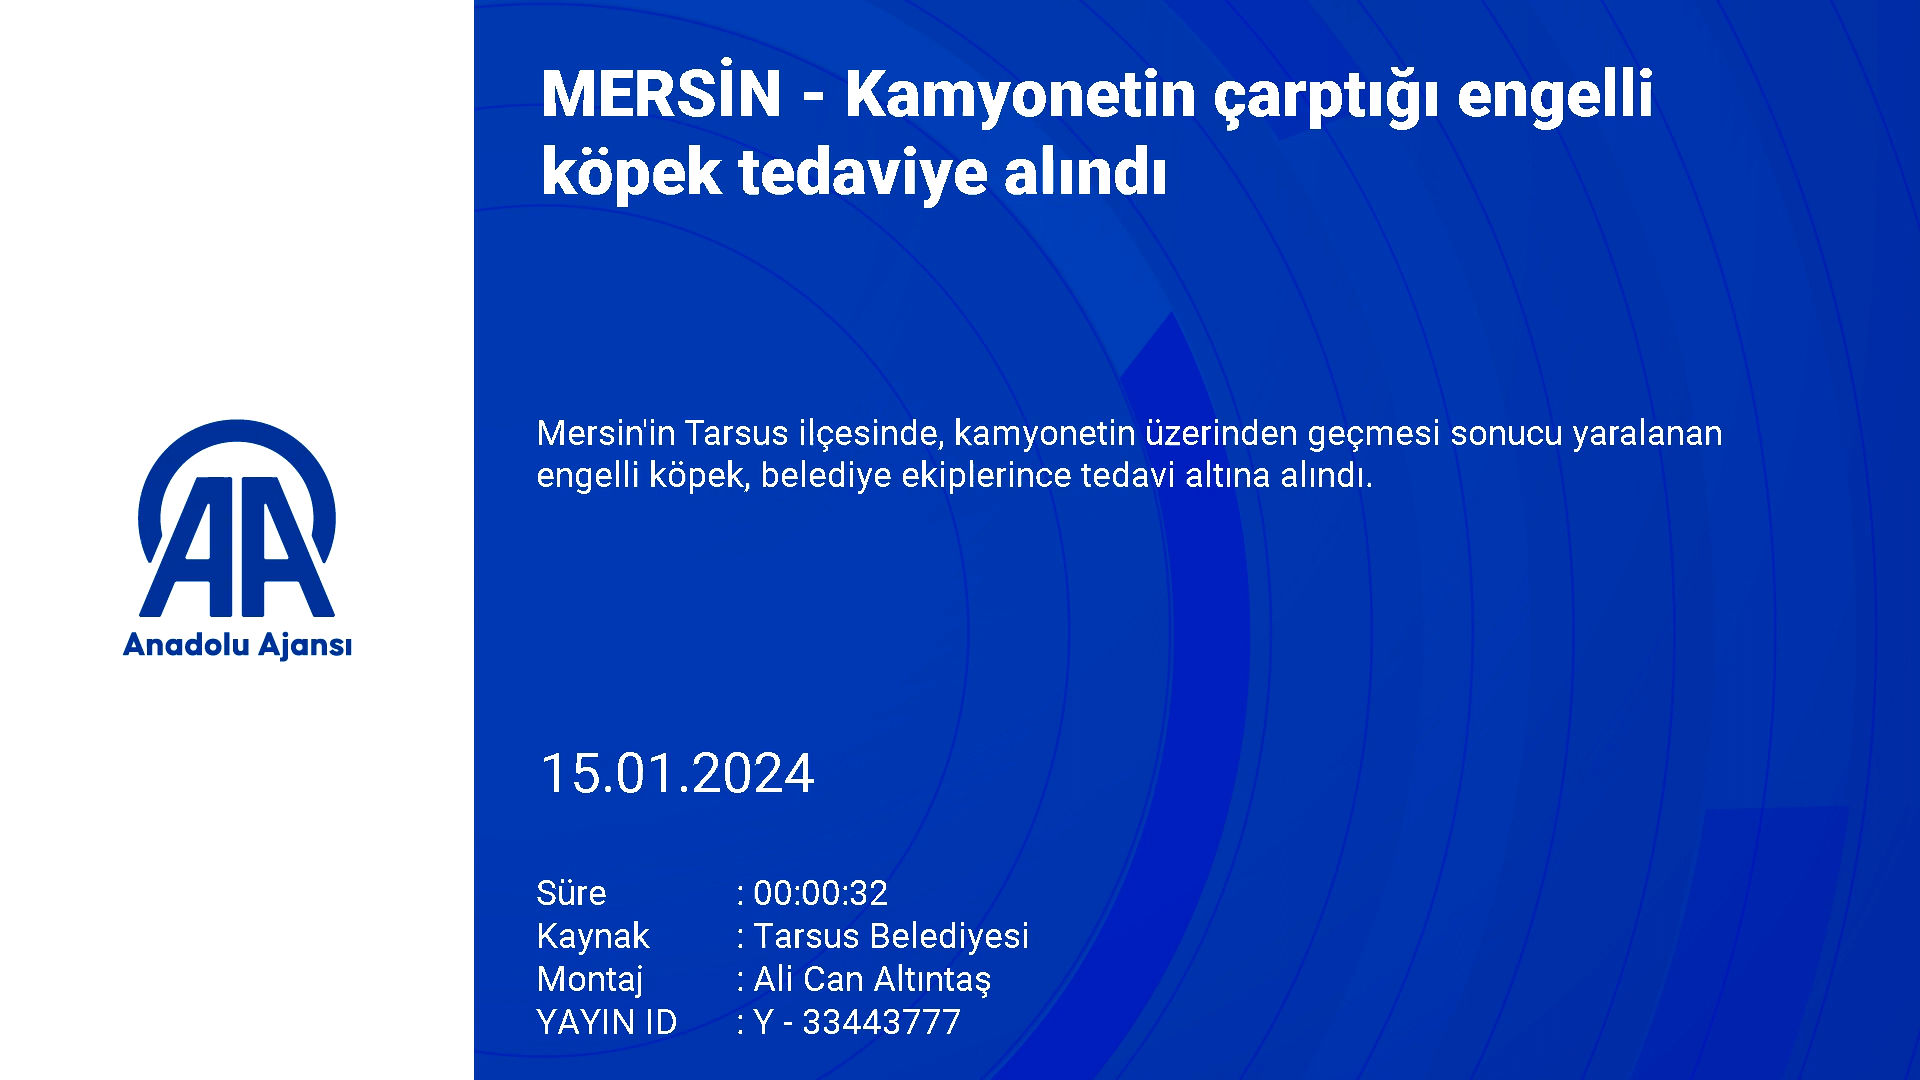 MERSİN - Kamyonetin çarptığı engelli
köpek tedaviye alındı
Mersin'in Tarsus ilçesinde, kamyonetin üzerinden geçmesi sonucu yaralanan
engelli köpek, belediye ekiplerince tedavi altına alındı.
AA
Anadolu Ajansı
15.01.2024
Süre : 00:00:32
Kaynak : Tarsus Belediyesi
Montaj : Ali Can Altıntaş
YAYIN ID : Y - 33443777